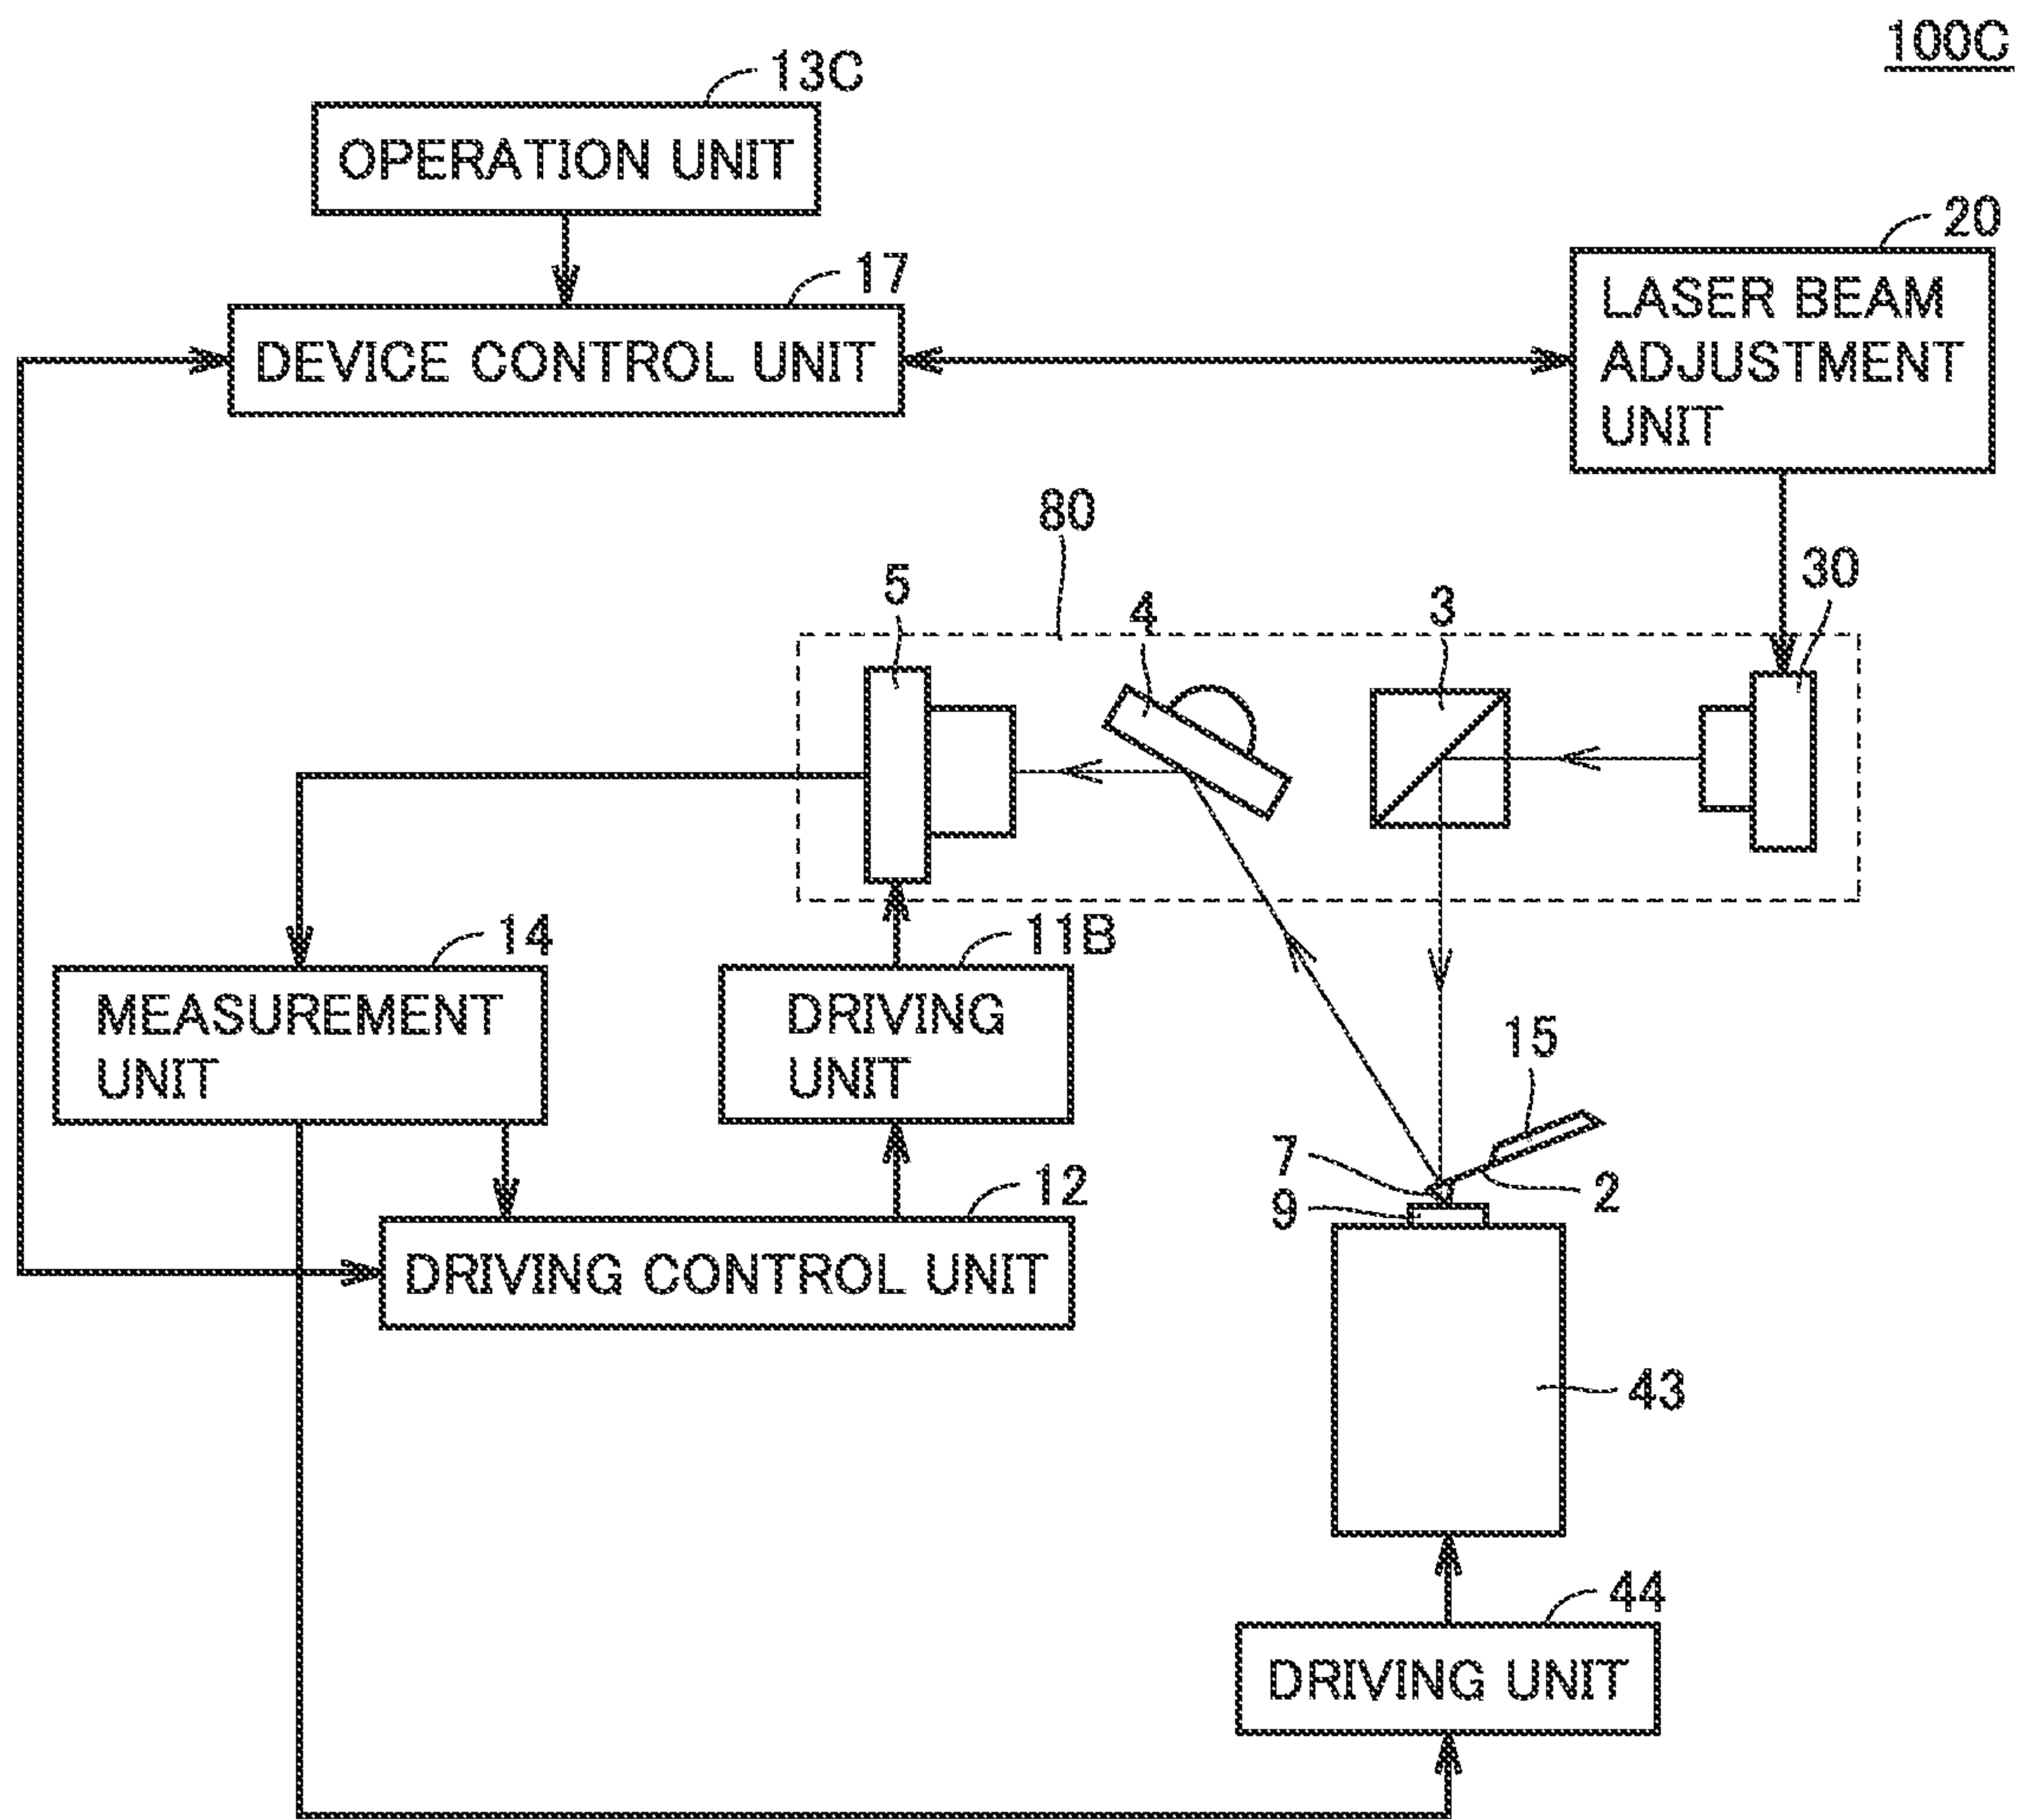 100C
13C
OPERATION UNIT
17
DEVICE CONTROL UNIT
20
LASER BEAM
ADJUSTMENT
UNIT
80
30
5
4
3
14
MEASUREMENT
UNIT
11B
DRIVING
UNIT
15
7
2
9
12
DRIVING CONTROL UNIT
43
44
DRIVING UNIT